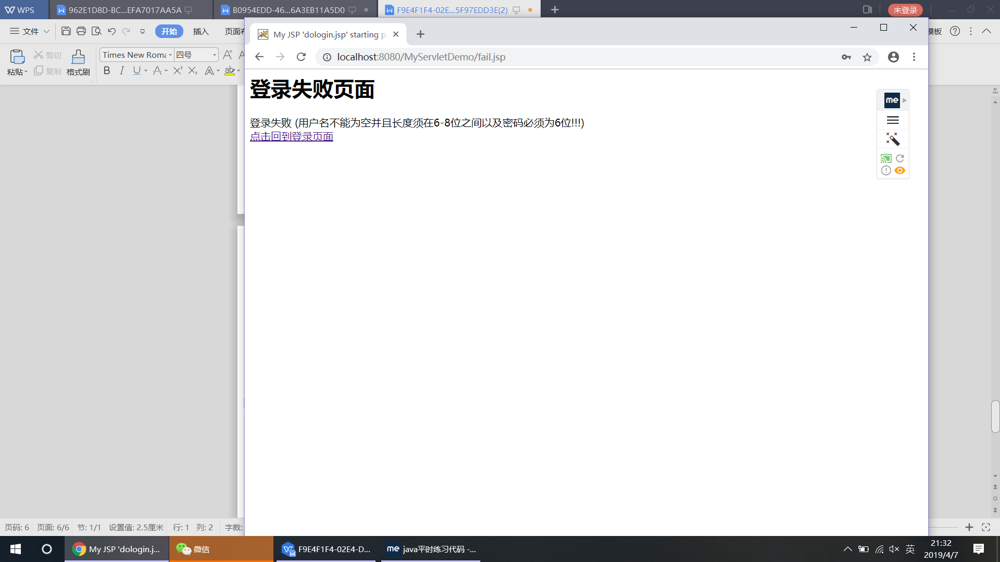 WPS
962E1D8D-BC...EFA7017AA5A
B0954EDD-46...6A3EB11A5D0
F9E4F1F4-02E...5F97EDD3E(2)
未登录
文件
开始
插入
页面布
模板
My JSP 'dologin.jsp' starting p
localhost:8080/MyServletDemo/fail.jsp
粘贴
剪切
复制
格式刷
Times New Roma
四号
登录失败页面
登录失败 (用户名不能为空并且长度须在6-8位之间以及密码必须为6位!!!)
点击回到登录页面
me
页码: 6
页面: 6/6
节: 1/1
设置值: 2.5厘米
行: 1
列: 2
字数:
My JSP 'dologin.j...
微信
F9E4F1F4-02E4-D...
me
java平时练习代码 -...
英
21:32
2019/4/7